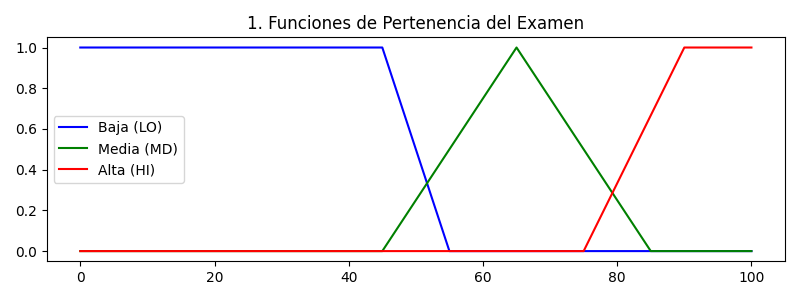 1. Funciones de Pertenencia del Examen
1.0
0.8
0.6
0.4
0.2
0.0
Baja (LO)
Media (MD)
Alta (HI)
0 20 40 60 80 100